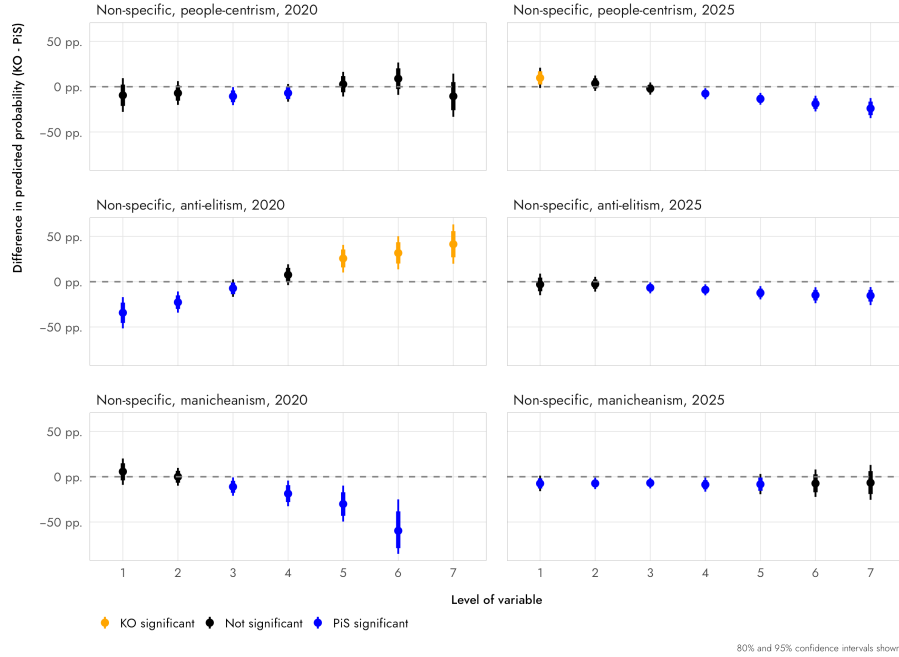 Non-specific, people-centrism, 2020
Non-specific, people-centrism, 2025
Difference in predicted probability (KO - PiS)
50 pp.
0 pp.
−50 pp.
Non-specific, anti-elitism, 2020
Non-specific, anti-elitism, 2025
50 pp.
0 pp.
−50 pp.
Non-specific, manicheanism, 2020
Non-specific, manicheanism, 2025
50 pp.
0 pp.
−50 pp.
1 2 3 4 5 6 7
1 2 3 4 5 6 7
Level of variable
KO significant Not significant PiS significant
80% and 95% confidence intervals shown